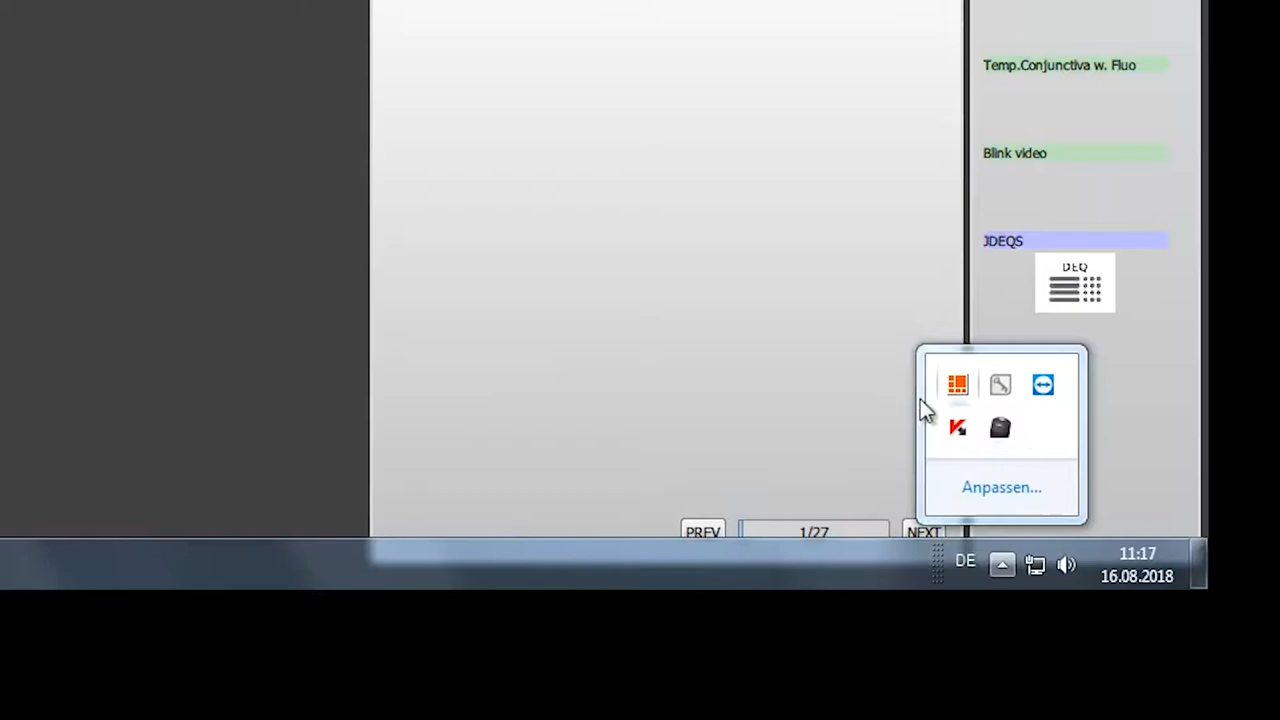 Temp.Conjunctiva w. Fluo
Blink video
JDEQS
DEQ
Anpassen...
PREV
1/27
NEXT
DE
11:17
16.08.2018